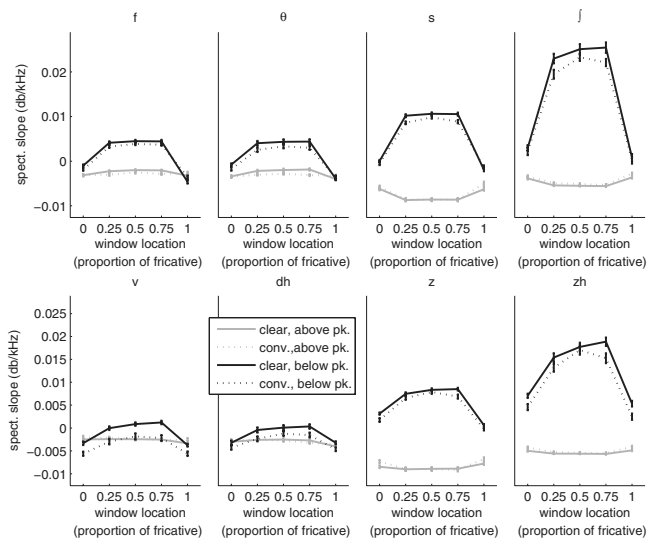 f θ s ʃ
spect. slope (db/kHz)
0.02
0.01
0
−0.01
0 0.25 0.5 0.75 1 0 0.25 0.5 0.75 1 0 0.25 0.5 0.75 1 0 0.25 0.5 0.75 1
window location window location window location window location
(proportion of fricative) (proportion of fricative) (proportion of fricative) (proportion of fricative)
v dh z zh
spect. slope (db/kHz)
0.025
0.02
0.015
0.01
0.005
0
−0.005
−0.01
clear, above pk.
conv.,above pk.
clear, below pk.
conv., below pk.
0 0.25 0.5 0.75 1 0 0.25 0.5 0.75 1 0 0.25 0.5 0.75 1 0 0.25 0.5 0.75 1
window location window location window location window location
(proportion of fricative) (proportion of fricative) (proportion of fricative) (proportion of fricative)